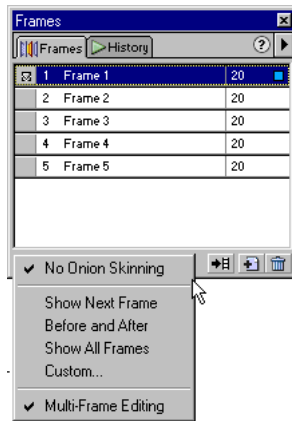 Frames
Frames History ?
1 Frame 1 20
2 Frame 2 20
3 Frame 3 20
4 Frame 4 20
5 Frame 5 20
No Onion Skinning
Show Next Frame
Before and After
Show All Frames
Custom...
Multi-Frame Editing